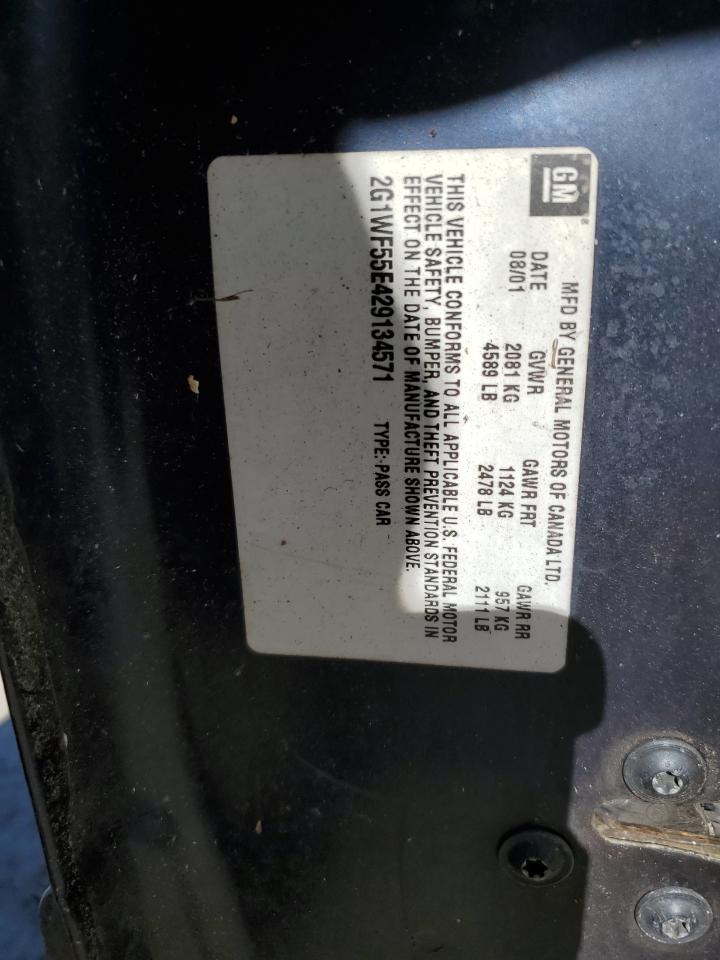 GM
MFD BY GENERAL MOTORS OF CANADA LTD.
DATE GVWR GAWR FRT GAWR RR
08/01 2081 KG 1124 KG 957 KG
4589 LB 2478 LB 2111 LB
THIS VEHICLE CONFORMS TO ALL APPLICABLE U.S. FEDERAL MOTOR
VEHICLE SAFETY, BUMPER, AND THEFT PREVENTION STANDARDS IN
EFFECT ON THE DATE OF MANUFACTURE SHOWN ABOVE.
2G1WF55E429134571 TYPE:-PASS CAR